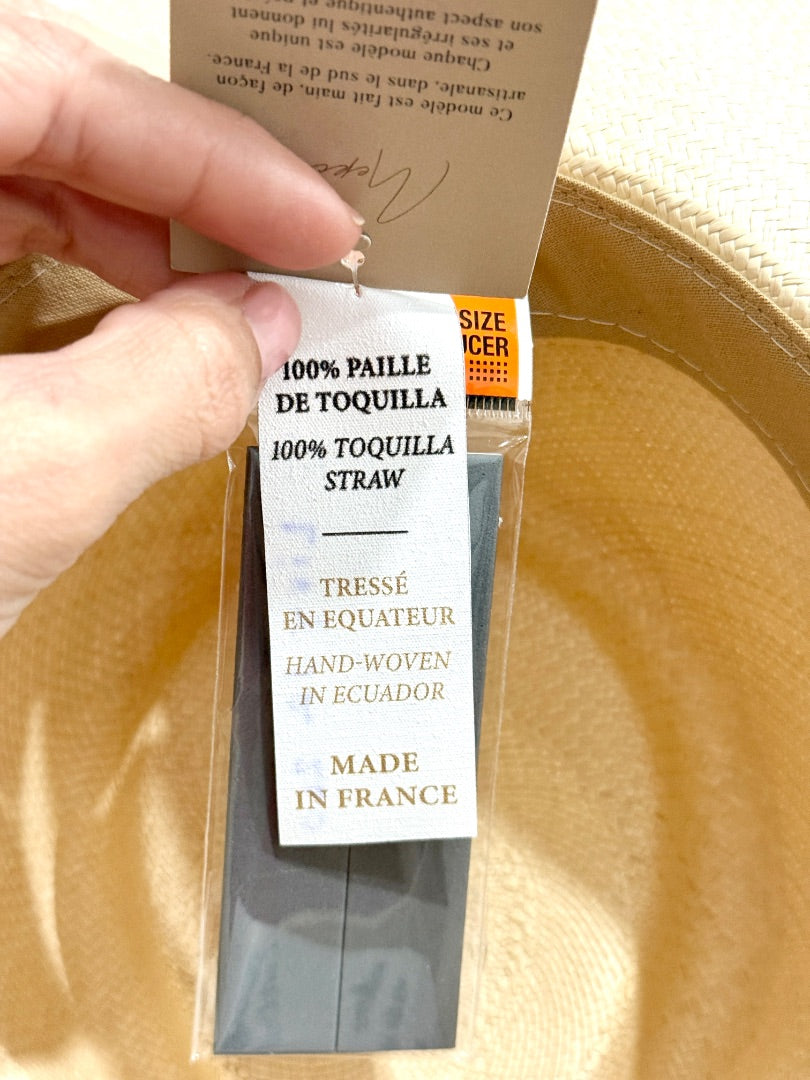 son aspect authentique et
et ses irrégularités lui donnent
Chaque modèle est unique
artisanale, dans le sud de la France.
Ce modèle est fait main, de façon
SIZE
UCER
100% PAILLE
DE TOQUILLA
100% TOQUILLA
STRAW
TRESSÉ
EN EQUATEUR
HAND-WOVEN
IN ECUADOR
MADE
IN FRANCE